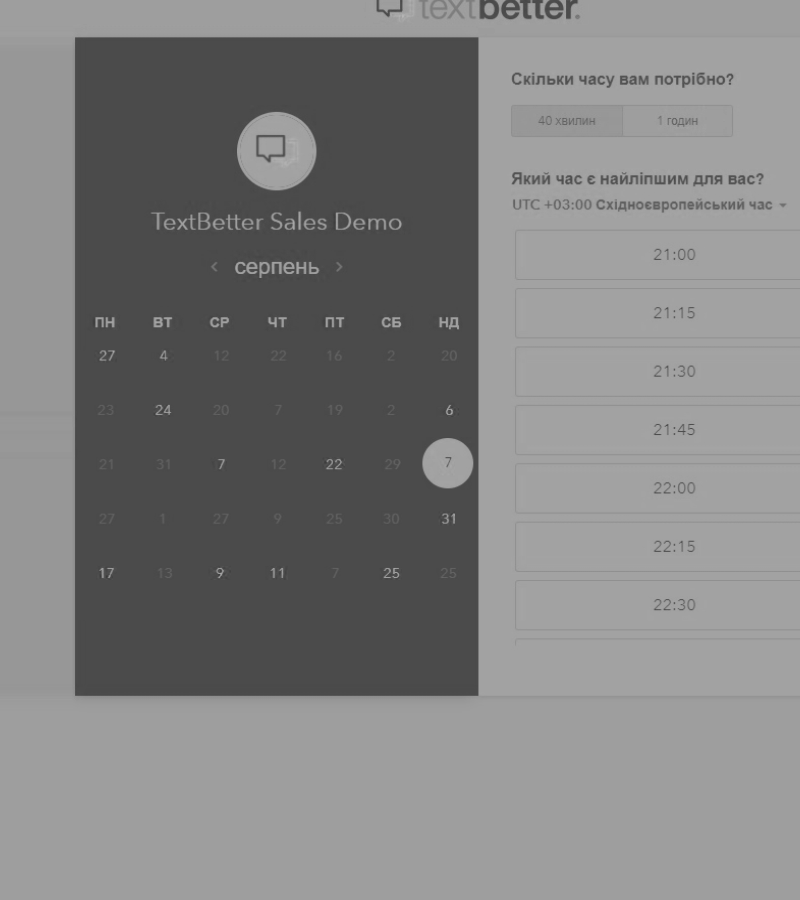 textbetter.
TextBetter Sales Demo
серпень
ПН ВТ СР ЧТ ПТ СБ НД
27 4 12 22 16 2 20
23 24 20 7 19 2 6
21 31 7 12 22 29 7
27 1 27 9 25 30 31
17 13 9 11 7 25 25
Скільки часу вам потрібно?
40 хвилин 1 годин
Який час є найліпшим для вас?
UTC +03:00 Східноєвропейський час
21:00
21:15
21:30
21:45
22:00
22:15
22:30